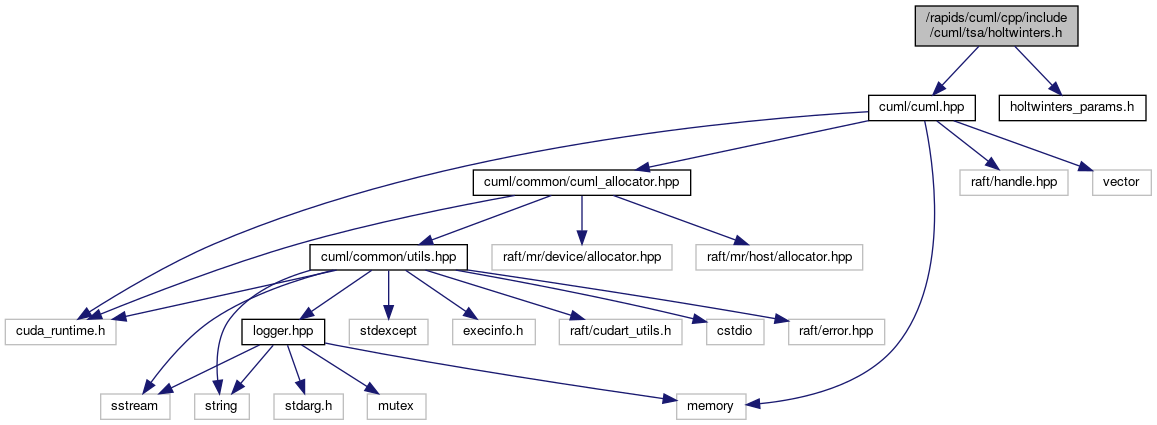 /rapids/cuml/cpp/include
/cuml/tsa/holtwinters.h
cuml/cuml.hpp
holtwinters_params.h
cuml/common/cuml_allocator.hpp
raft/handle.hpp
vector
cuml/common/utils.hpp
raft/mr/device/allocator.hpp
raft/mr/host/allocator.hpp
cuda_runtime.h
logger.hpp
stdexcept
execinfo.h
raft/cudart_utils.h
cstdio
raft/error.hpp
sstream
string
stdarg.h
mutex
memory